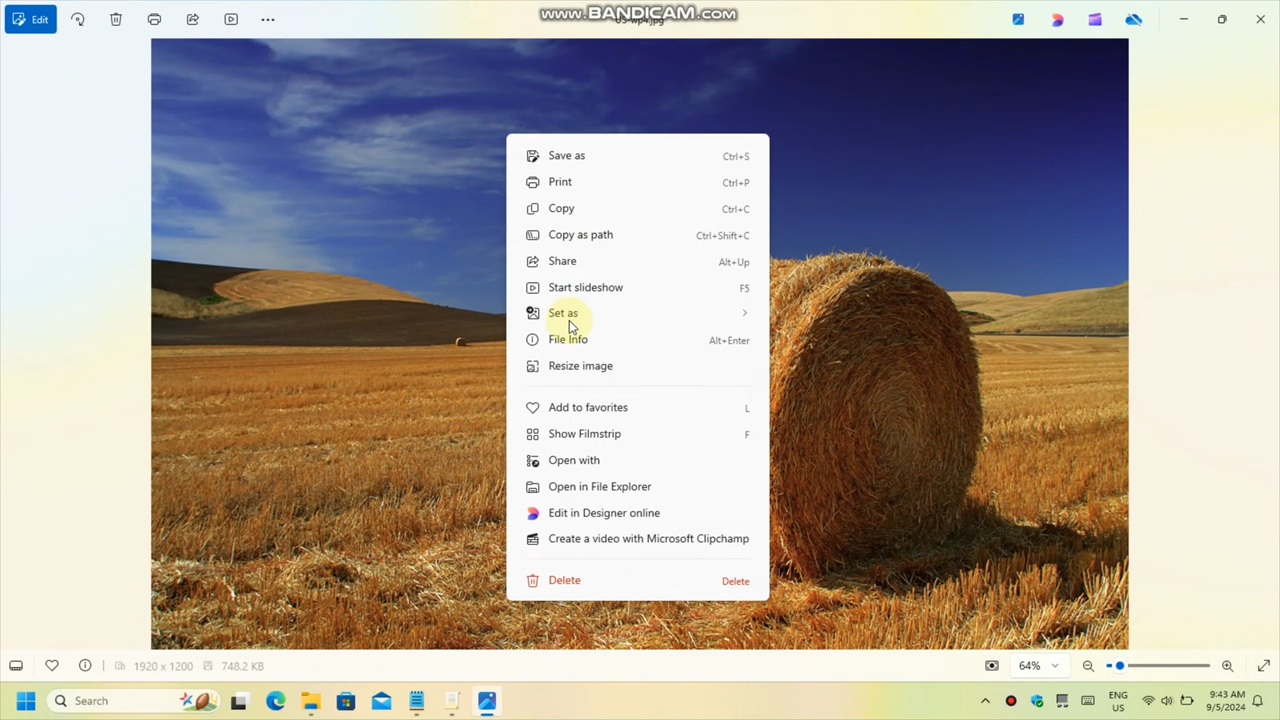 Edit
www.BANDICAM.com
Save as Ctrl+S
Print Ctrl+P
Copy Ctrl+C
Copy as path Ctrl+Shift+C
Share Alt+Up
Start slideshow F5
Set as
File Info Alt+Enter
Resize image
Add to favorites L
Show Filmstrip F
Open with
Open in File Explorer
Edit in Designer online
Create a video with Microsoft Clipchamp
Delete Delete
1920 x 1200 748.2 KB 64%
Search ENG 9:43 AM
US 9/5/2024